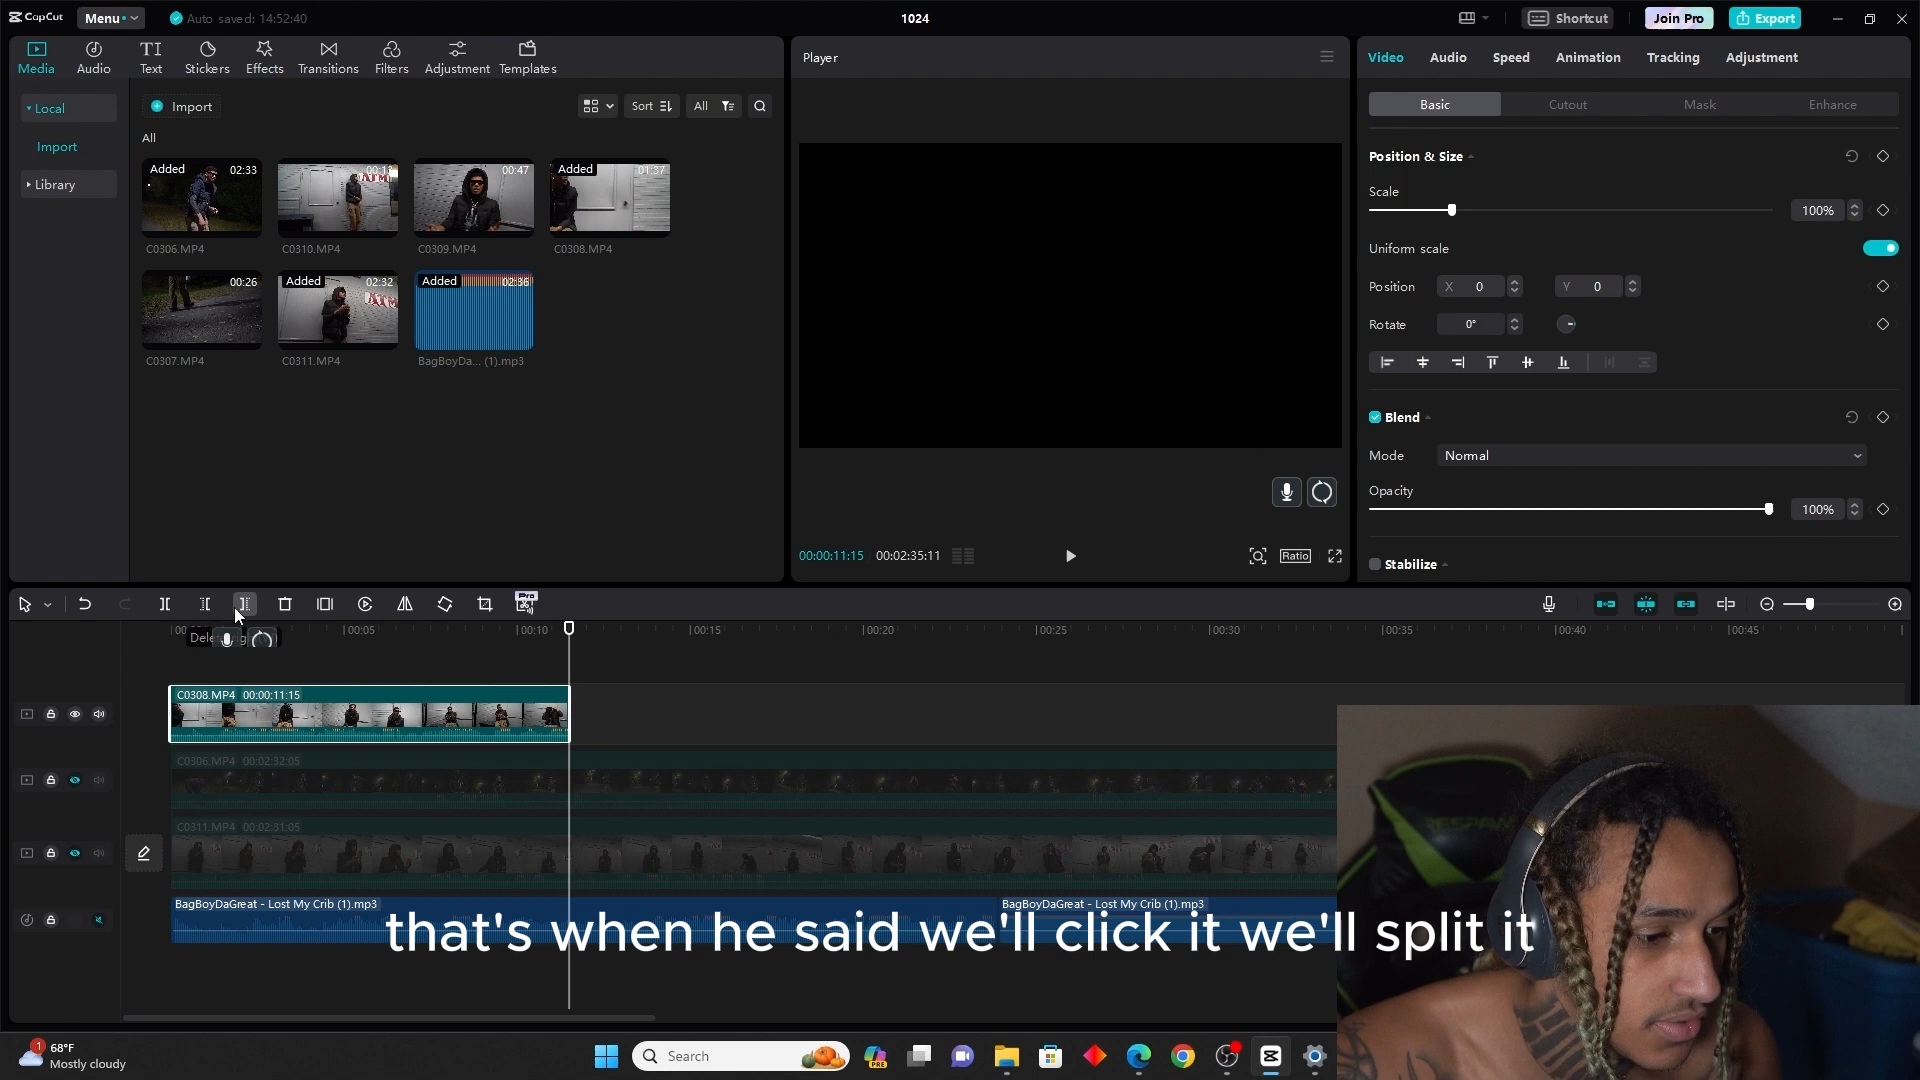 CapCut
Menu
Auto saved: 14:52:40
1024
Shortcut
Join Pro
Export
Media
Audio
Text
Stickers
Effects
Transitions
Filters
Adjustment
Templates
Player
Video
Audio
Speed
Animation
Tracking
Adjustment
Local
Import
Library
Import
Sort
All
All
Basic
Cutout
Mask
Enhance
Added
02:33
C0306.MP4
C0310.MP4
00:47
C0309.MP4
Added
01:37
C0308.MP4
00:26
C0307.MP4
Added
02:32
C0311.MP4
Added
02:36
BagBoyDa... (1).mp3
Position & Size
Scale
100%
Uniform scale
Position
X 0
Y 0
Rotate
0°
Blend
Mode
Normal
Opacity
100%
Stabilize
00:00:11:15
00:02:35:11
Ratio
Pro
00:05
00:10
00:15
00:20
00:25
00:30
00:35
00:40
00:45
C0308.MP4 00:00:11:15
C0306.MP4 00:02:32:05
C0311.MP4 00:02:31:05
BagBoyDaGreat - Lost My Crib (1).mp3
BagBoyDaGreat - Lost My Crib (1).mp3
that's when he said we'll click it we'll split it
1
68°F
Mostly cloudy
Search
PRE